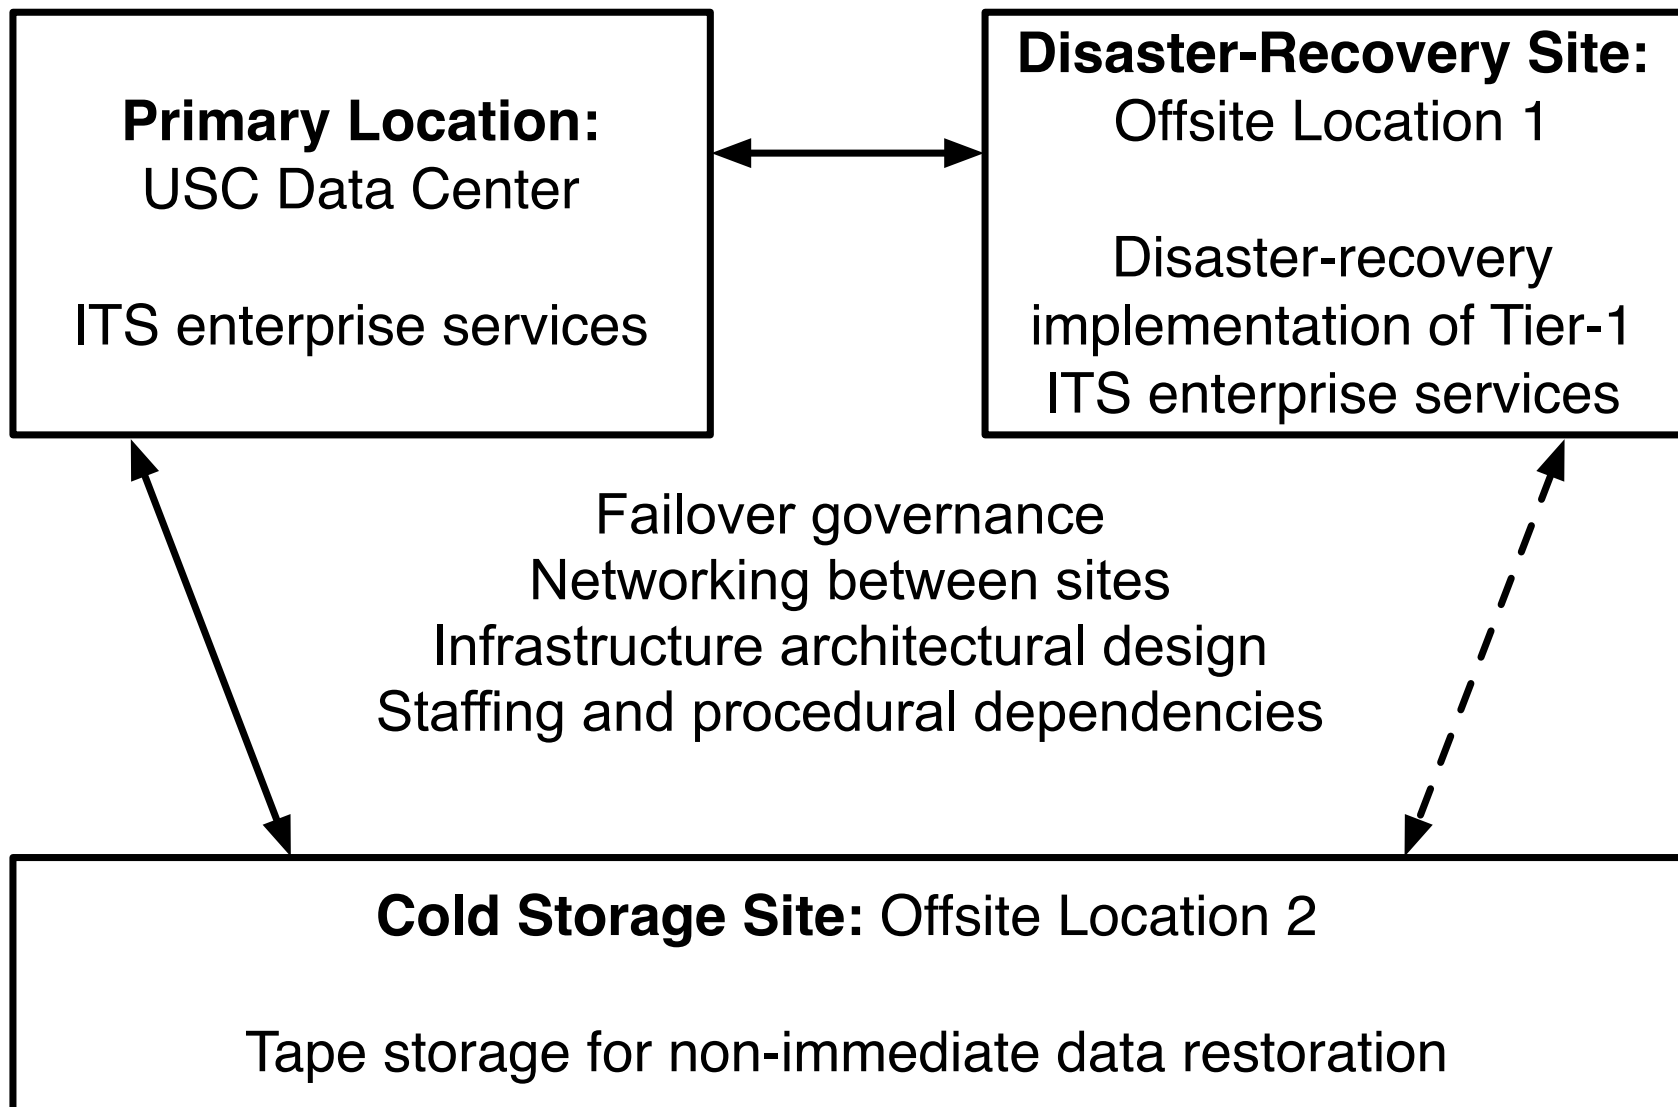 Primary Location:
USC Data Center
ITS enterprise services
Disaster-Recovery Site:
Offsite Location 1
Disaster-recovery
implementation of Tier-1
ITS enterprise services
Failover governance
Networking between sites
Infrastructure architectural design
Staffing and procedural dependencies
Cold Storage Site: Offsite Location 2
Tape storage for non-immediate data restoration